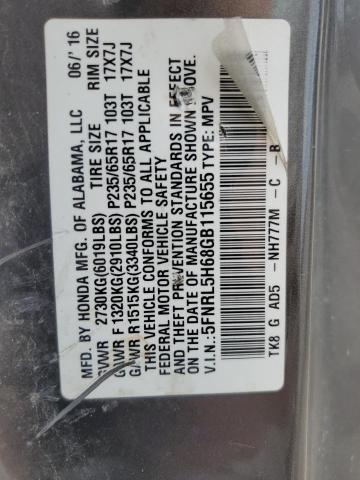 MFD. BY HONDA MFG. OF ALABAMA, LLC 06/'16
TIRE SIZE RIM SIZE
GVWR 2730KG(6019LBS) P235/65R17 103T 17X7J
GAWR F 1320KG(2910LBS) P235/65R17 103T 17X7J
GAWR R1515KG(3340LBS)
THIS VEHICLE CONFORMS TO ALL APPLICABLE
FEDERAL MOTOR VEHICLE SAFETY
AND THEFT PREVENTION STANDARDS IN EFFECT
ON THE DATE OF MANUFACTURE SHOWN ABOVE.
V.I.N.: 5FNRL5H68GB115655 TYPE: MPV
TK8 G AD5 -NH777M -C -B